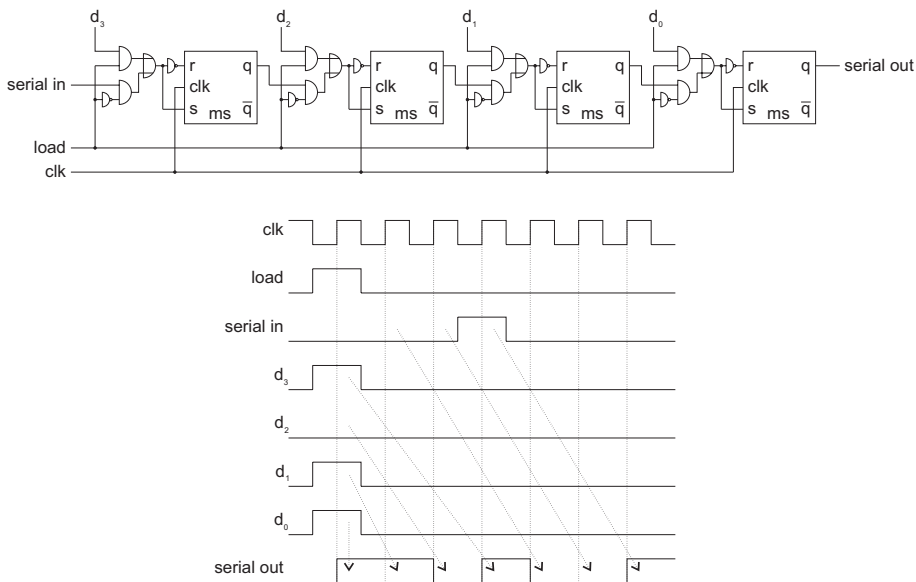 d₃ d₂ d₁ d₀
r q r q r q r q serial out
serial in
clk clk clk clk
s ms q̅ s ms q̅ s ms q̅ s ms q̅
load
clk
clk
load
serial in
d₃
d₂
d₁
d₀
serial out